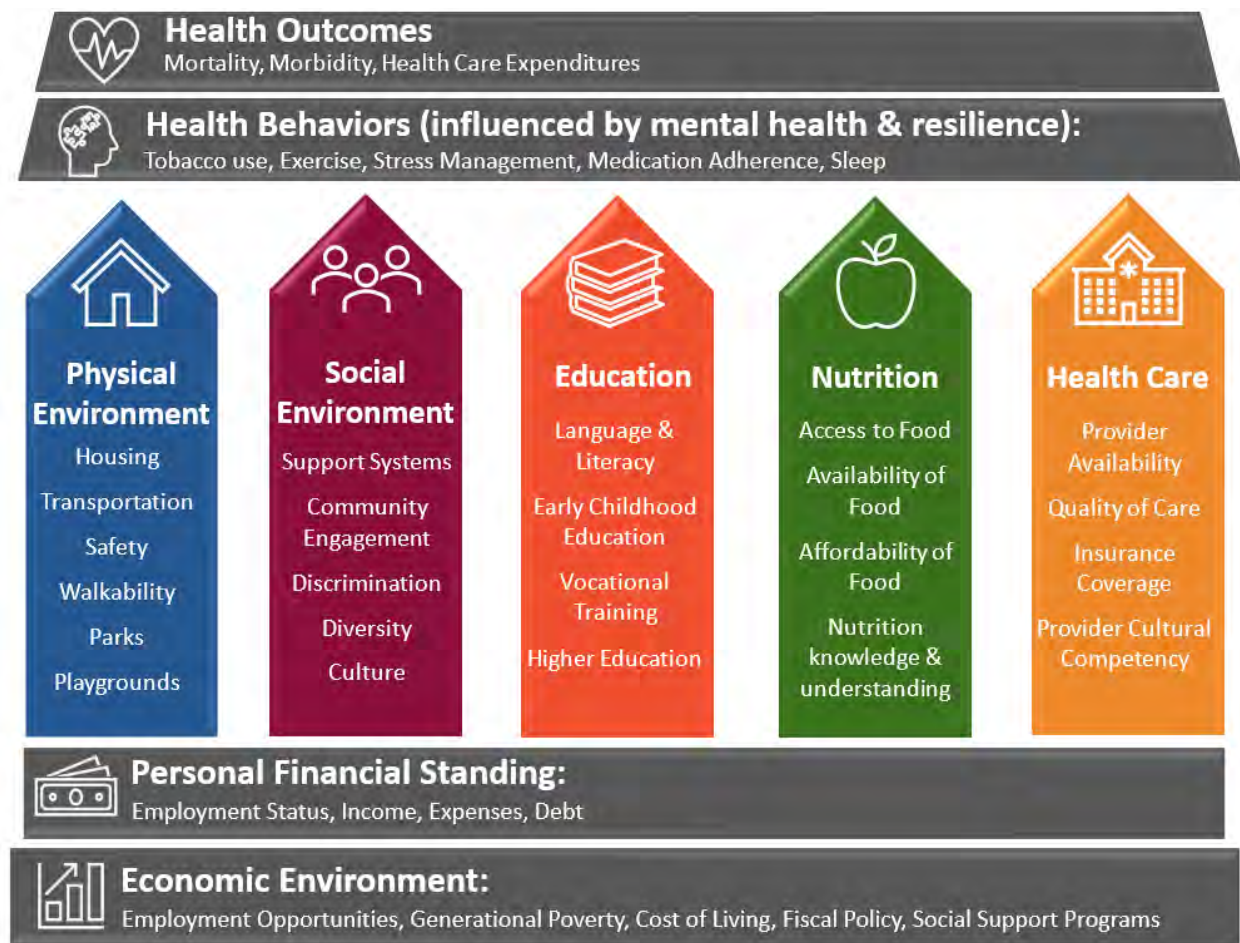 Health Outcomes
Mortality, Morbidity, Health Care Expenditures
Health Behaviors (influenced by mental health & resilience):
Tobacco use, Exercise, Stress Management, Medication Adherence, Sleep
Physical
Environment
Housing
Transportation
Safety
Walkability
Parks
Playgrounds
Social
Environment
Support Systems
Community
Engagement
Discrimination
Diversity
Culture
Education
Language &
Literacy
Early Childhood
Education
Vocational
Training
Higher Education
Nutrition
Access to Food
Availability of
Food
Affordability of
Food
Nutrition
knowledge &
understanding
Health Care
Provider
Availability
Quality of Care
Insurance
Coverage
Provider Cultural
Competency
Personal Financial Standing:
Employment Status, Income, Expenses, Debt
Economic Environment:
Employment Opportunities, Generational Poverty, Cost of Living, Fiscal Policy, Social Support Programs